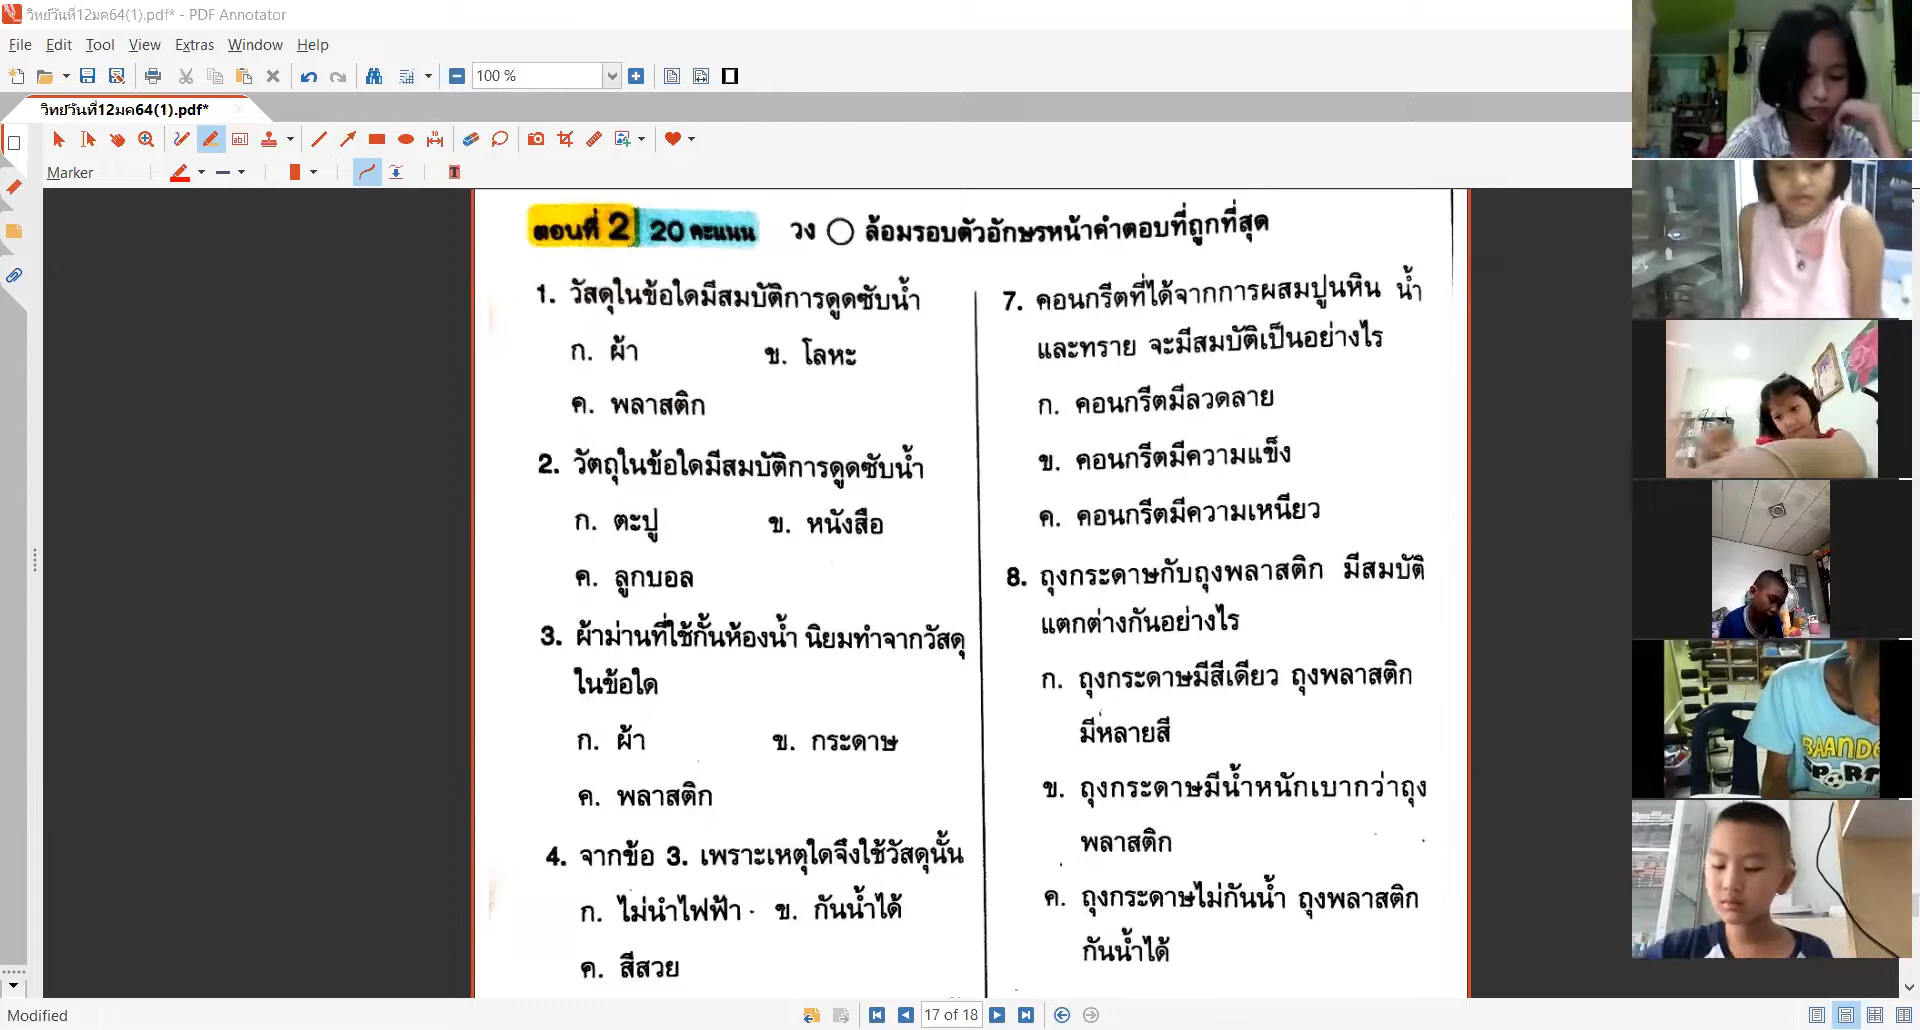 วิทย์วันที่12มค64(1).pdf* - PDF Annotator
File Edit Tool View Extras Window Help
100 %
วิทย์วันที่12มค64(1).pdf*
Marker
ตอนที่ 2 20 คะแนน วง ล้อมรอบตัวอักษรหน้าคำตอบที่ถูกที่สุด
1. วัสดุในข้อใดมีสมบัติการดูดซับน้ำ
ก. ผ้า ข. โลหะ
ค. พลาสติก
2. วัตถุในข้อใดมีสมบัติการดูดซับน้ำ
ก. ตะปู ข. หนังสือ
ค. ลูกบอล
3. ผ้าม่านที่ใช้กั้นห้องน้ำ นิยมทำจากวัสดุ
ในข้อใด
ก. ผ้า ข. กระดาษ
ค. พลาสติก
4. จากข้อ 3. เพราะเหตุใดจึงใช้วัสดุนั้น
ก. ไม่นำไฟฟ้า ข. กันน้ำได้
ค. สีสวย
7. คอนกรีตที่ได้จากการผสมปูนหิน น้ำ
และทราย จะมีสมบัติเป็นอย่างไร
ก. คอนกรีตมีลวดลาย
ข. คอนกรีตมีความแข็ง
ค. คอนกรีตมีความเหนียว
8. ถุงกระดาษกับถุงพลาสติก มีสมบัติ
แตกต่างกันอย่างไร
ก. ถุงกระดาษมีสีเดียว ถุงพลาสติก
มีหลายสี
ข. ถุงกระดาษมีน้ำหนักเบากว่าถุง
พลาสติก
ค. ถุงกระดาษไม่กันน้ำ ถุงพลาสติก
กันน้ำได้
Modified
17 of 18